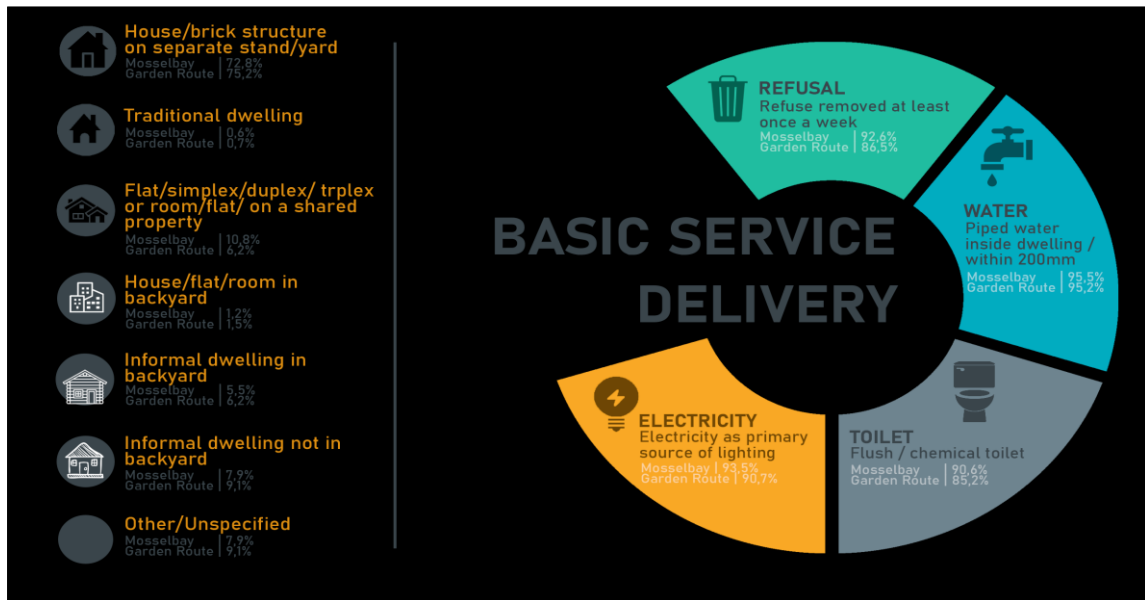 House/brick structure
on separate stand/yard
Mosselbay | 72,8%
Garden Route | 75,2%
Traditional dwelling
Mosselbay | 0,6%
Garden Route | 0,7%
Flat/simplex/duplex/ trplex
or room/flat/ on a shared
property
Mosselbay | 10,8%
Garden Route | 6,2%
House/flat/room in
backyard
Mosselbay | 1,2%
Garden Route | 1,5%
Informal dwelling in
backyard
Mosselbay | 5,5%
Garden Route | 6,2%
Informal dwelling not in
backyard
Mosselbay | 7,9%
Garden Route | 9,1%
Other/Unspecified
Mosselbay | 7,9%
Garden Route | 9,1%
BASIC SERVICE
DELIVERY
REFUSAL
Refuse removed at least
once a week
Mosselbay | 92,6%
Garden Route | 86,5%
WATER
Piped water
inside dwelling /
within 200mm
Mosselbay | 95,5%
Garden Route | 95,2%
TOILET
Flush / chemical toilet
Mosselbay | 90,6%
Garden Route | 85,2%
ELECTRICITY
Electricity as primary
source of lighting
Mosselbay | 93,5%
Garden Route | 90,7%